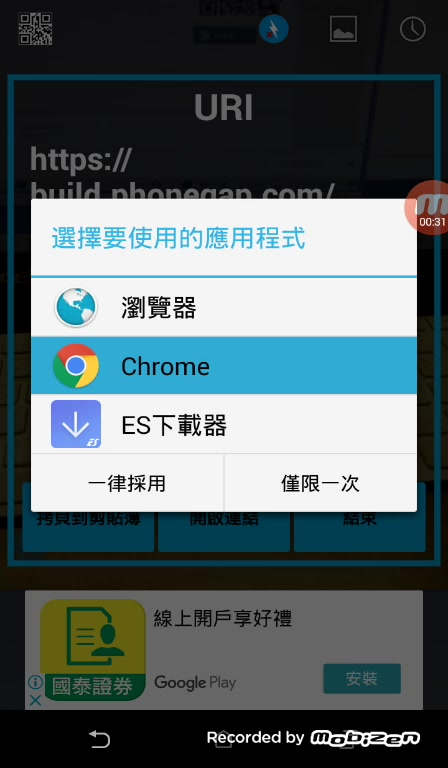 URI
https://
build.phonegap.com/
00:31
選擇要使用的應用程式
瀏覽器
Chrome
ES
ES下載器
一律採用
僅限一次
拷貝到剪貼簿
開啟連結
結束
線上開戶享好禮
國泰證券
Google Play
安裝
Recorded by Mobizen